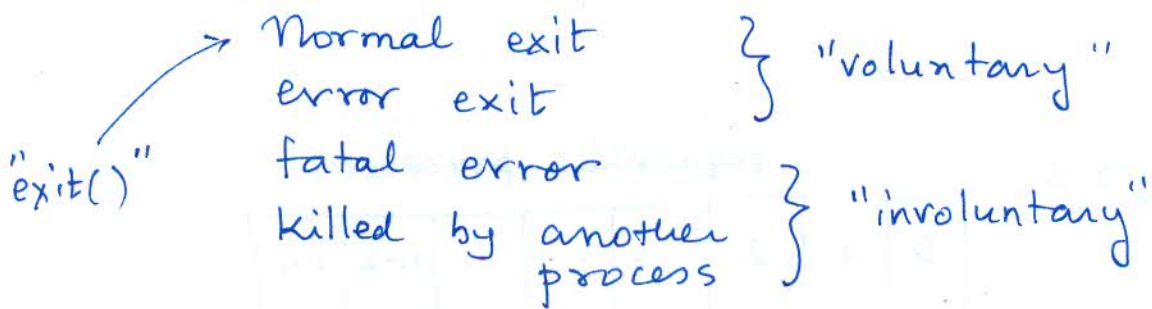 Normal exit
error exit
"voluntary"
"exit()"
fatal error
killed by another
process
"involuntary"